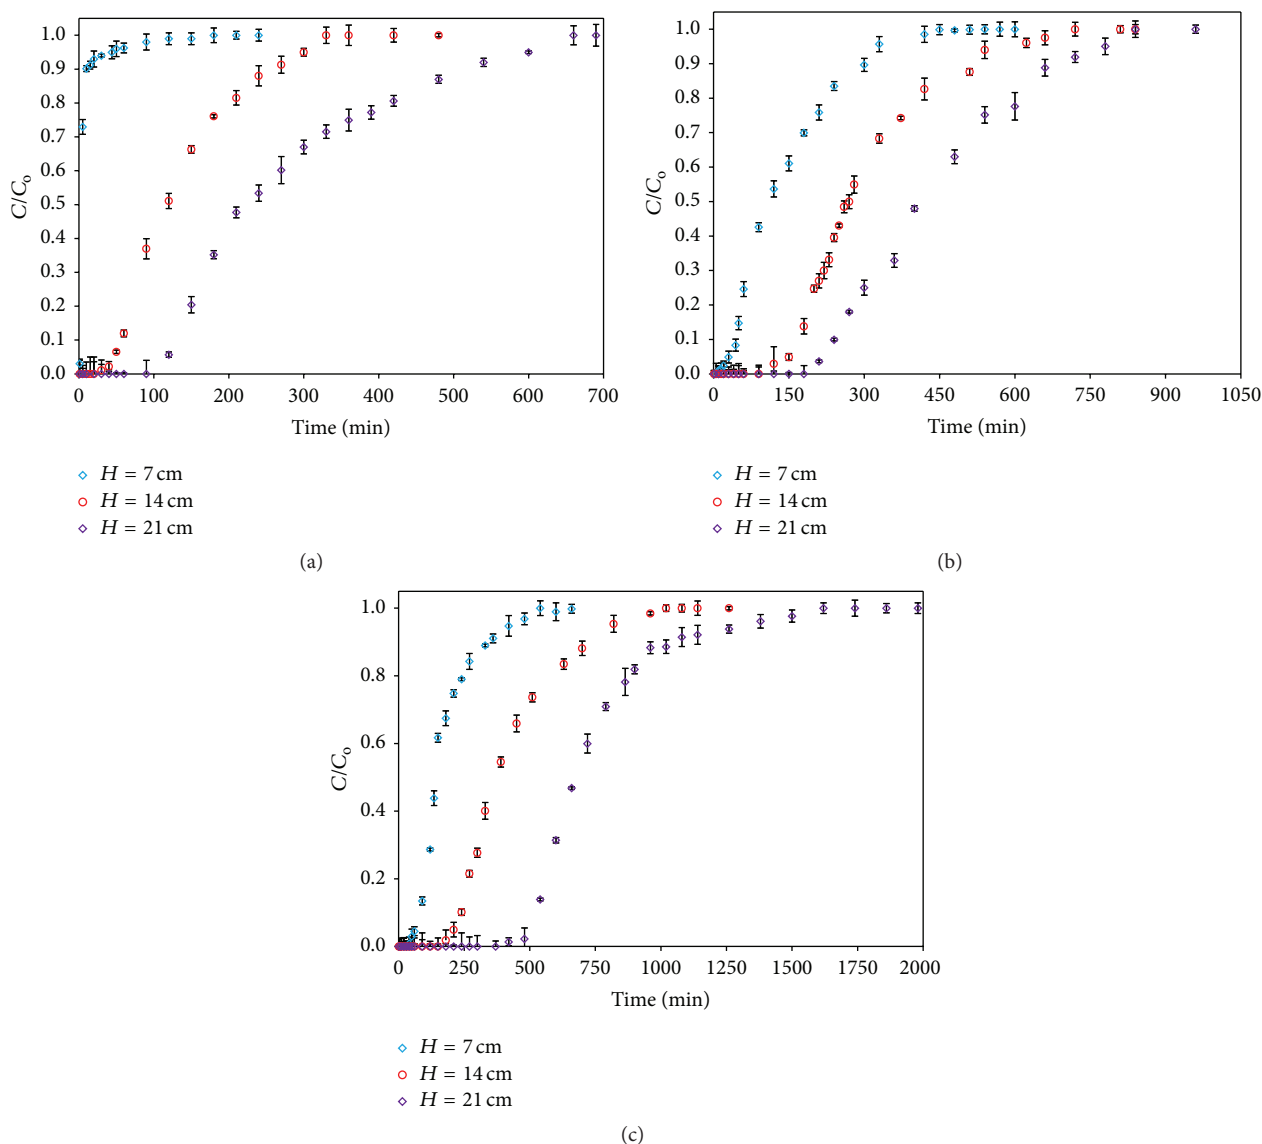 1.0
0.9
0.8
0.7
0.6
0.5
0.4
0.3
0.2
0.1
0.0
C/Co
0 100 200 300 400 500 600 700
Time (min)
H = 7 cm
H = 14 cm
H = 21 cm
(a)
1.0
0.9
0.8
0.7
0.6
0.5
0.4
0.3
0.2
0.1
0.0
C/Co
0 150 300 450 600 750 900 1050
Time (min)
H = 7 cm
H = 14 cm
H = 21 cm
(b)
1.0
0.8
0.6
0.4
0.2
0.0
C/Co
0 250 500 750 1000 1250 1500 1750 2000
Time (min)
H = 7 cm
H = 14 cm
H = 21 cm
(c)